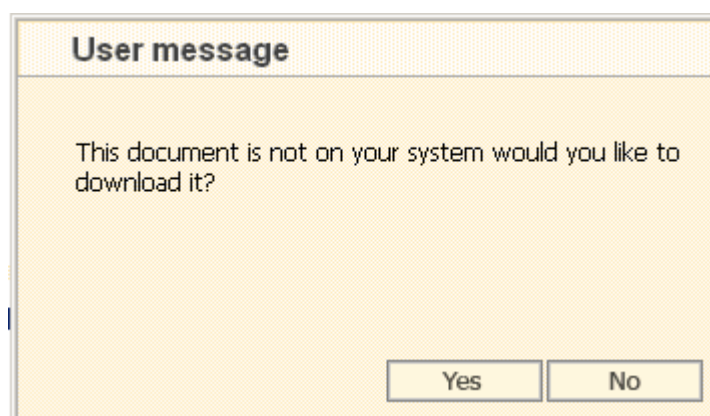 User message
This document is not on your system would you like to
download it?
Yes No